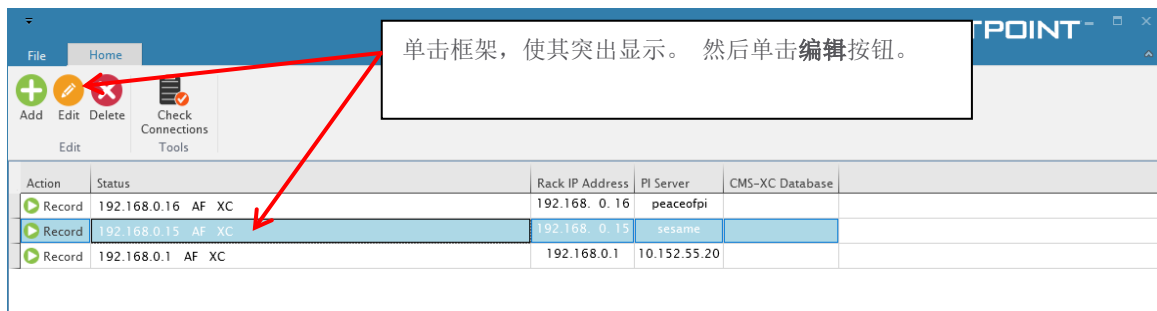 TPOINT
单击框架，使其突出显示。 然后单击编辑按钮。
File Home
Add Edit Delete Check Connections
Edit Tools
Action Status Rack IP Address PI Server CMS-XC Database
Record 192.168.0.16 AF XC 192.168. 0. 16 peaceofpi
Record 192.168.0.15 AF XC 192.168. 0. 15 sesame
Record 192.168.0.1 AF XC 192.168.0.1 10.152.55.20